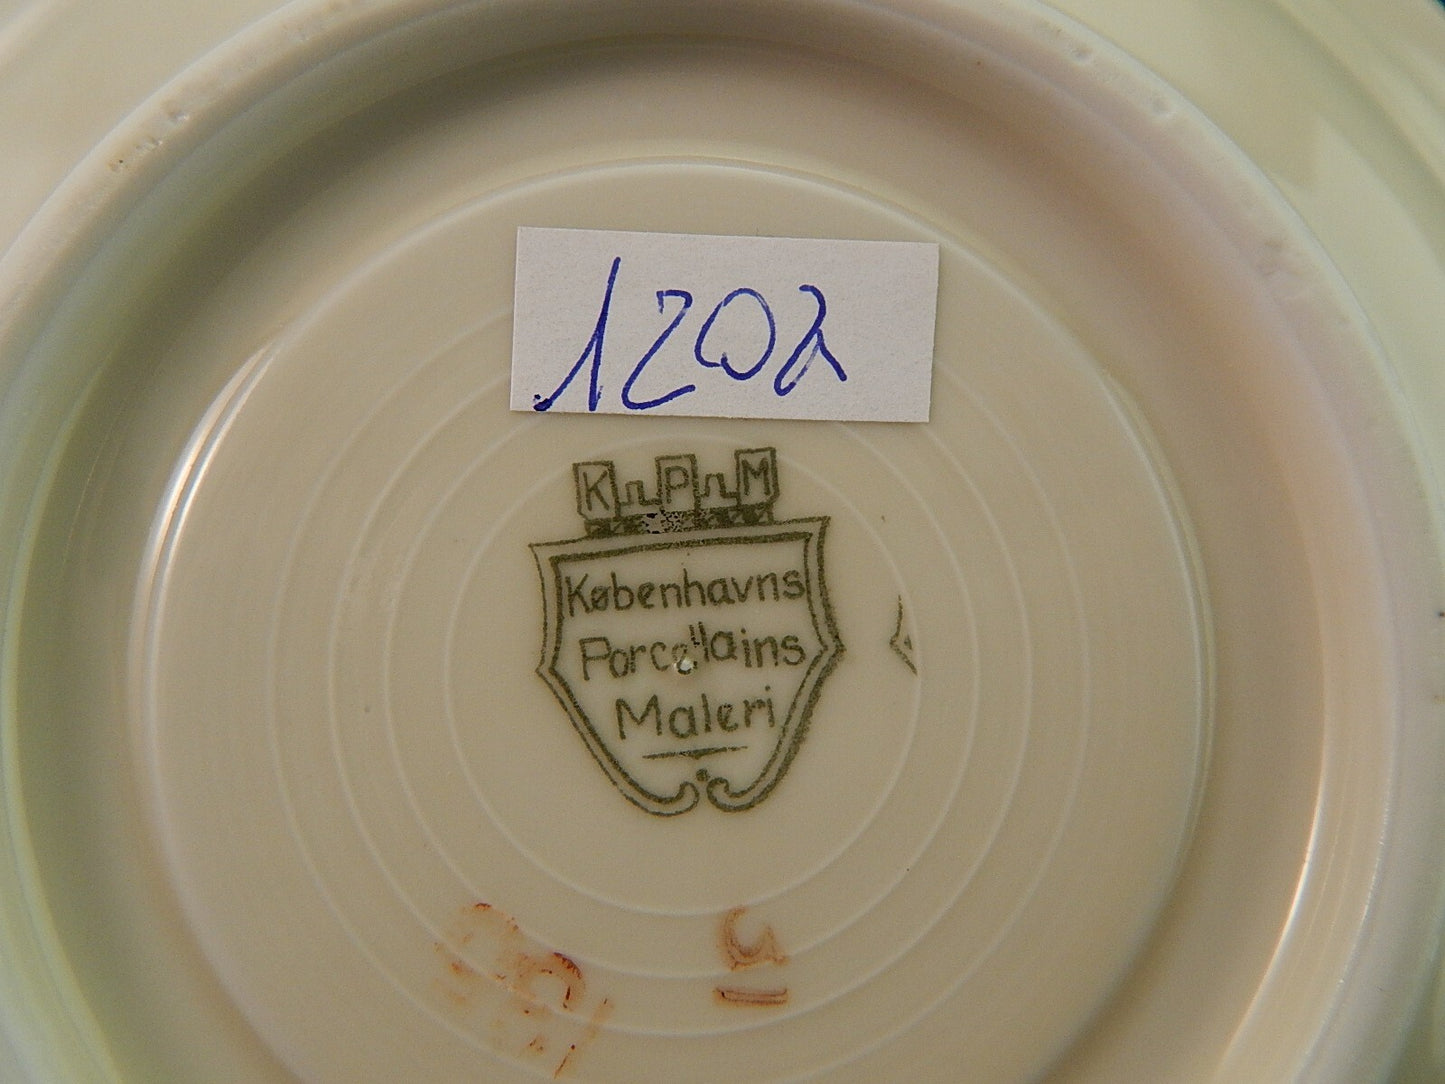 1202
K P M
Københavns
Porcellains
Maleri